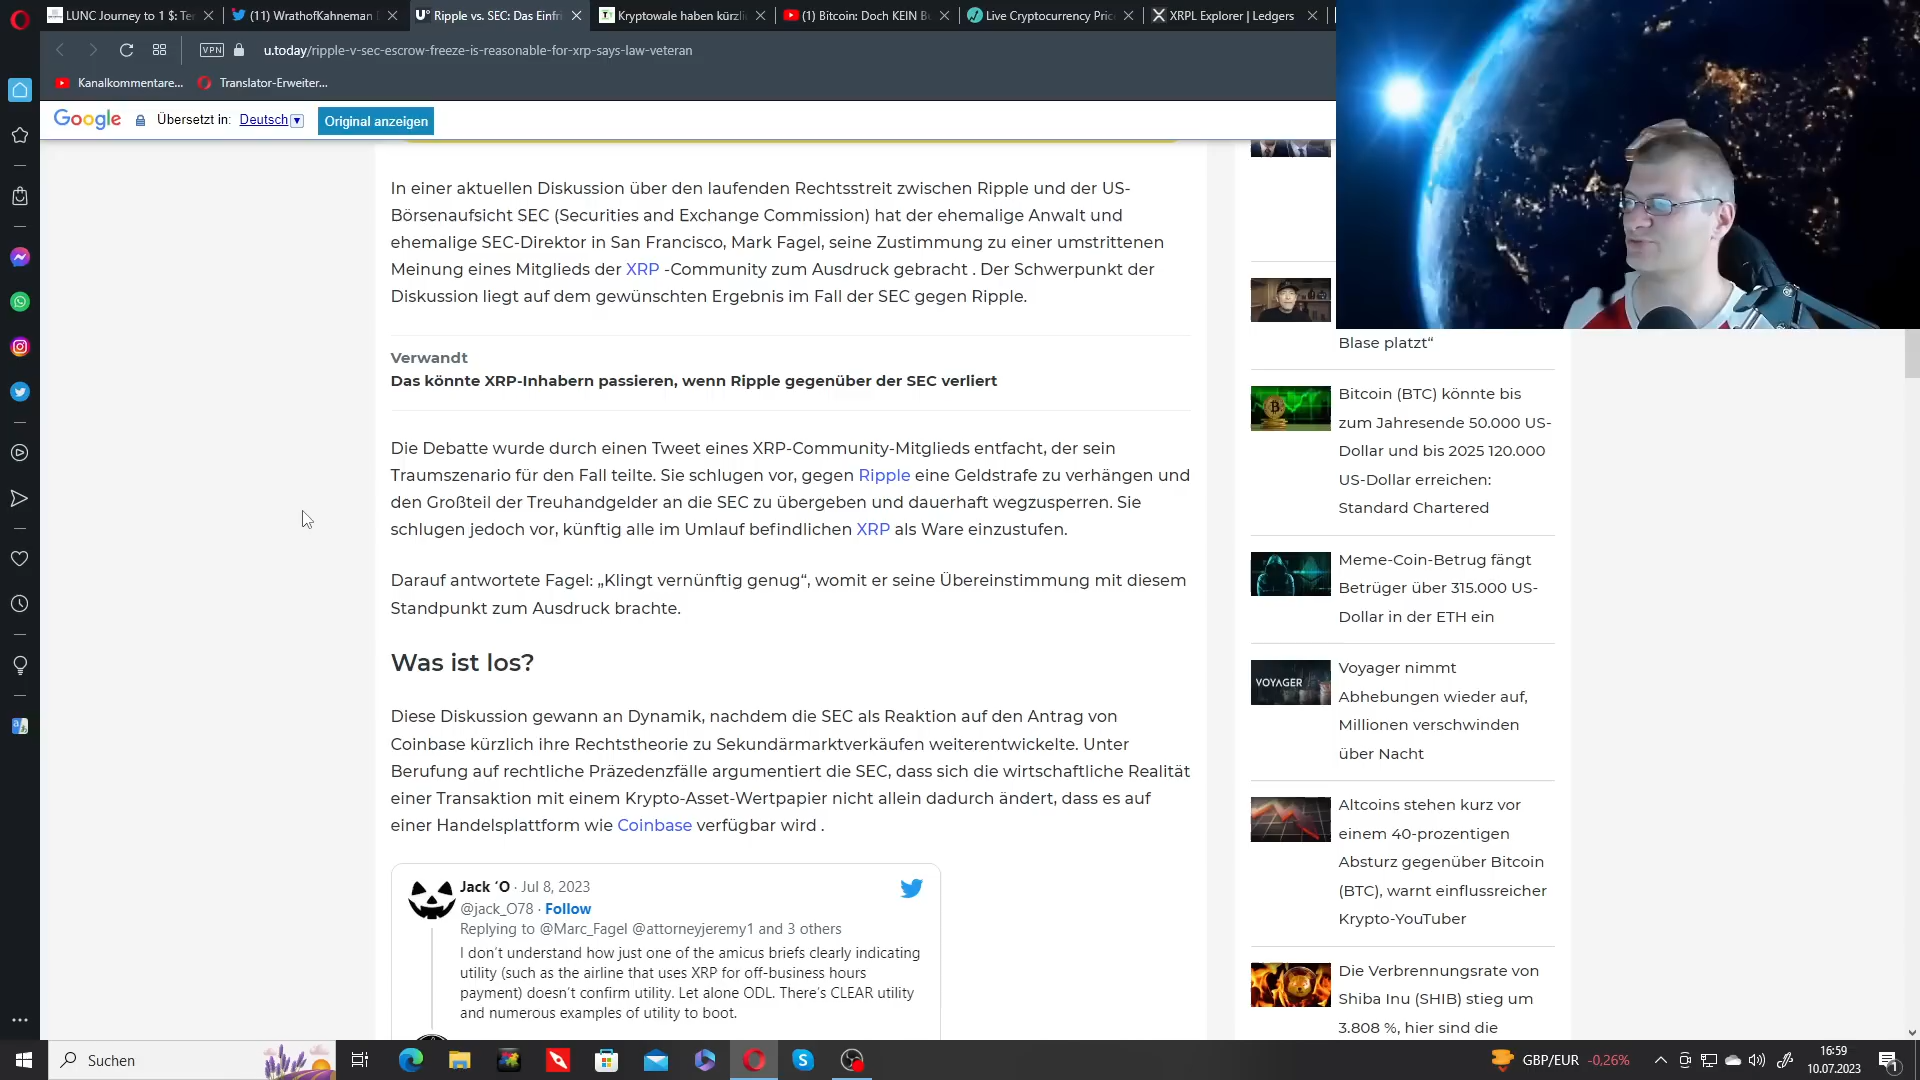 LUNC Journey to 1 $: Te
(11) WrathofKahneman
Ripple vs. SEC: Das Einfri
Kryptowale haben kürzli
(1) Bitcoin: Doch KEIN B
Live Cryptocurrency Pric
XRPL Explorer | Ledgers
VPN
u.today/ripple-v-sec-escrow-freeze-is-reasonable-for-xrp-says-law-veteran
Kanalkommentare...
Translator-Erweiter...
Google
Übersetzt in:
Deutsch
Original anzeigen
In einer aktuellen Diskussion über den laufenden Rechtsstreit zwischen Ripple und der US-
Börsenaufsicht SEC (Securities and Exchange Commission) hat der ehemalige Anwalt und
ehemalige SEC-Direktor in San Francisco, Mark Fagel, seine Zustimmung zu einer umstrittenen
Meinung eines Mitglieds der XRP -Community zum Ausdruck gebracht . Der Schwerpunkt der
Diskussion liegt auf dem gewünschten Ergebnis im Fall der SEC gegen Ripple.
Verwandt
Das könnte XRP-Inhabern passieren, wenn Ripple gegenüber der SEC verliert
Die Debatte wurde durch einen Tweet eines XRP-Community-Mitglieds entfacht, der sein
Traumszenario für den Fall teilte. Sie schlugen vor, gegen Ripple eine Geldstrafe zu verhängen und
den Großteil der Treuhandgelder an die SEC zu übergeben und dauerhaft wegzusperren. Sie
schlugen jedoch vor, künftig alle im Umlauf befindlichen XRP als Ware einzustufen.
Darauf antwortete Fagel: „Klingt vernünftig genug“, womit er seine Übereinstimmung mit diesem
Standpunkt zum Ausdruck brachte.
Was ist los?
Diese Diskussion gewann an Dynamik, nachdem die SEC als Reaktion auf den Antrag von
Coinbase kürzlich ihre Rechtstheorie zu Sekundärmarktverkäufen weiterentwickelte. Unter
Berufung auf rechtliche Präzedenzfälle argumentiert die SEC, dass sich die wirtschaftliche Realität
einer Transaktion mit einem Krypto-Asset-Wertpapier nicht allein dadurch ändert, dass es auf
einer Handelsplattform wie Coinbase verfügbar wird .
Jack ´O · Jul 8, 2023
@jack_O78 · Follow
Replying to @Marc_Fagel @attorneyjeremy1 and 3 others
I don´t understand how just one of the amicus briefs clearly indicating
utility (such as the airline that uses XRP for off-business hours
payment) doesn´t confirm utility. Let alone ODL. There´s CLEAR utility
and numerous examples of utility to boot.
Blase platzt“
Bitcoin (BTC) könnte bis
zum Jahresende 50.000 US-
Dollar und bis 2025 120.000
US-Dollar erreichen:
Standard Chartered
Meme-Coin-Betrug fängt
Betrüger über 315.000 US-
Dollar in der ETH ein
VOYAGER
Voyager nimmt
Abhebungen wieder auf,
Millionen verschwinden
über Nacht
Altcoins stehen kurz vor
einem 40-prozentigen
Absturz gegenüber Bitcoin
(BTC), warnt einflussreicher
Krypto-YouTuber
Die Verbrennungsrate von
Shiba Inu (SHIB) stieg um
3.808 %, hier sind die
Suchen
GBP/EUR -0,26%
16:59
10.07.2023
1